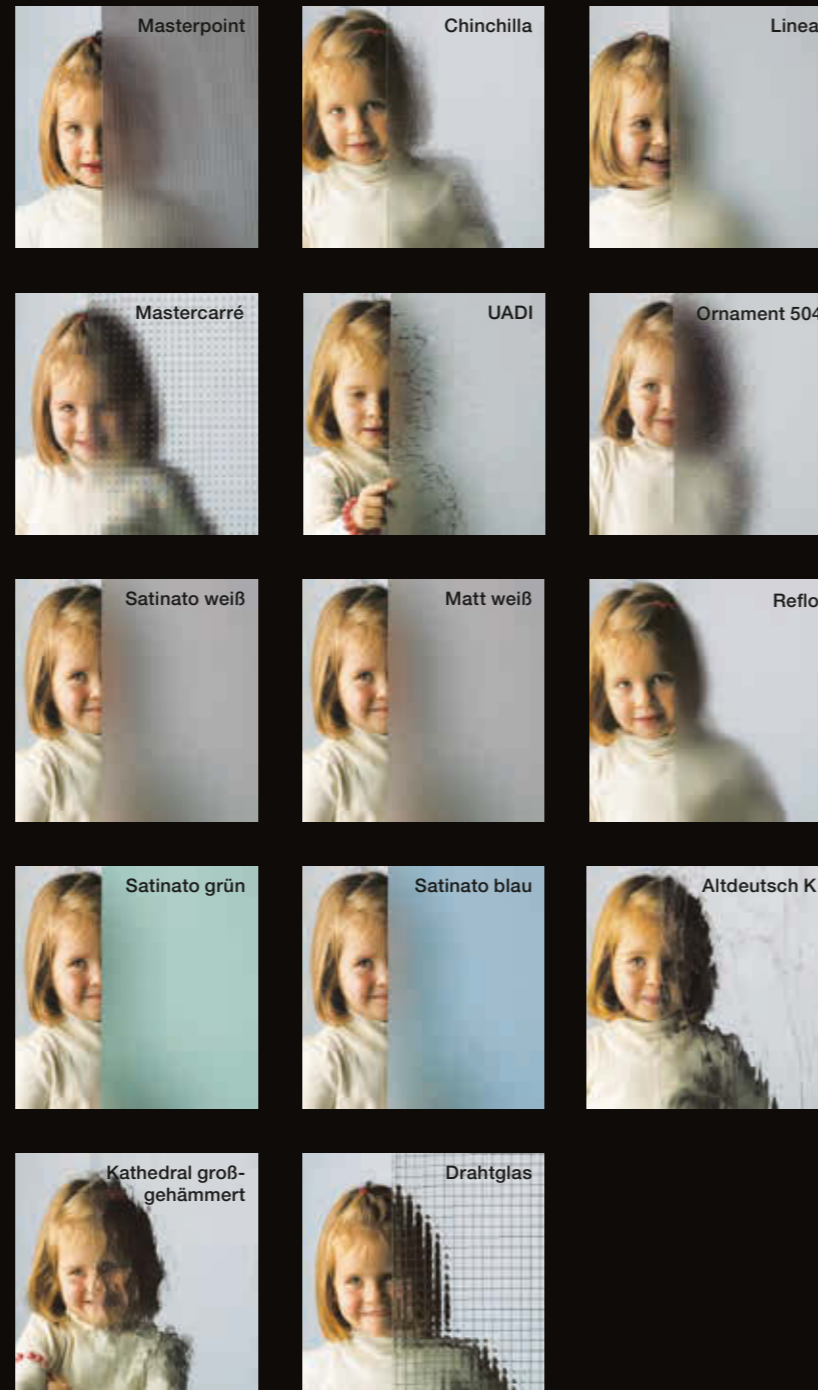 Masterpoint
Chinchilla
Linea
Mastercarré
UADI
Ornament 504
Satinato weiß
Matt weiß
Reflo
Satinato grün
Satinato blau
Altdeutsch K
Kathedral groß-
gehämmert
Drahtglas